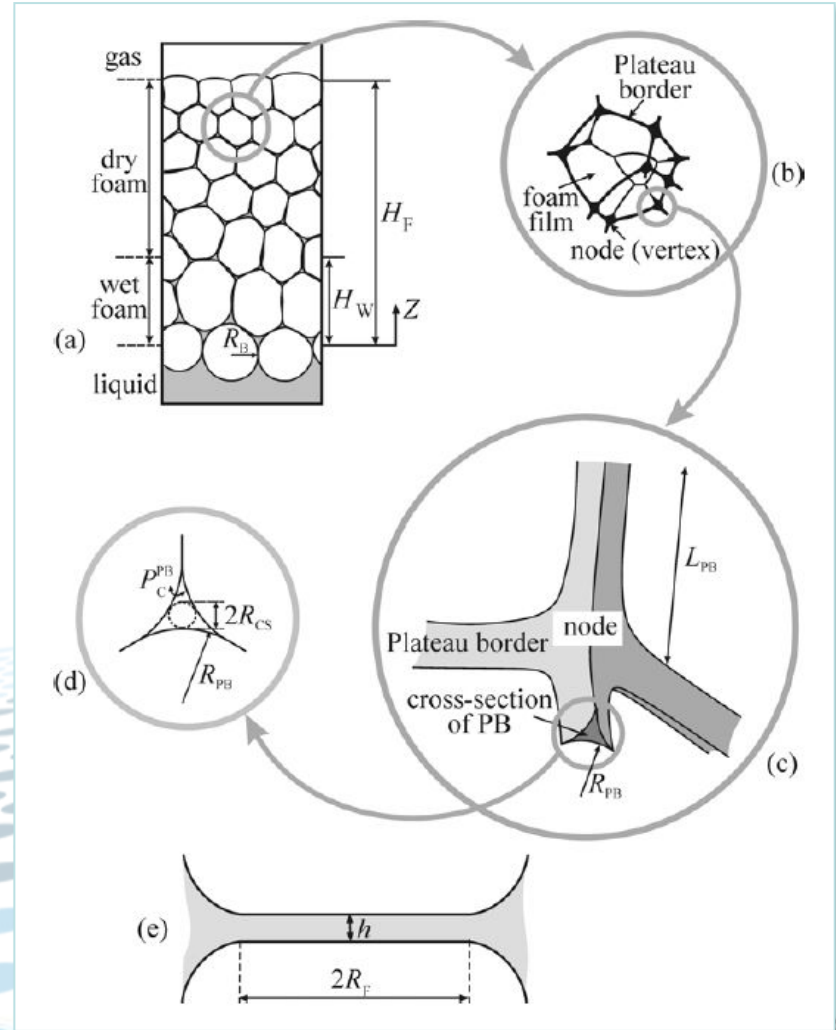 gas
dry
foam
wet
foam
liquid
(a)
H_F
H_W
Z
R_B
Plateau
border
foam
film
node (vertex)
(b)
L_PB
Plateau border
node
cross-section
of PB
R_PB
(c)
P_C^PB
2R_CS
R_PB
(d)
(e)
h
2R_F